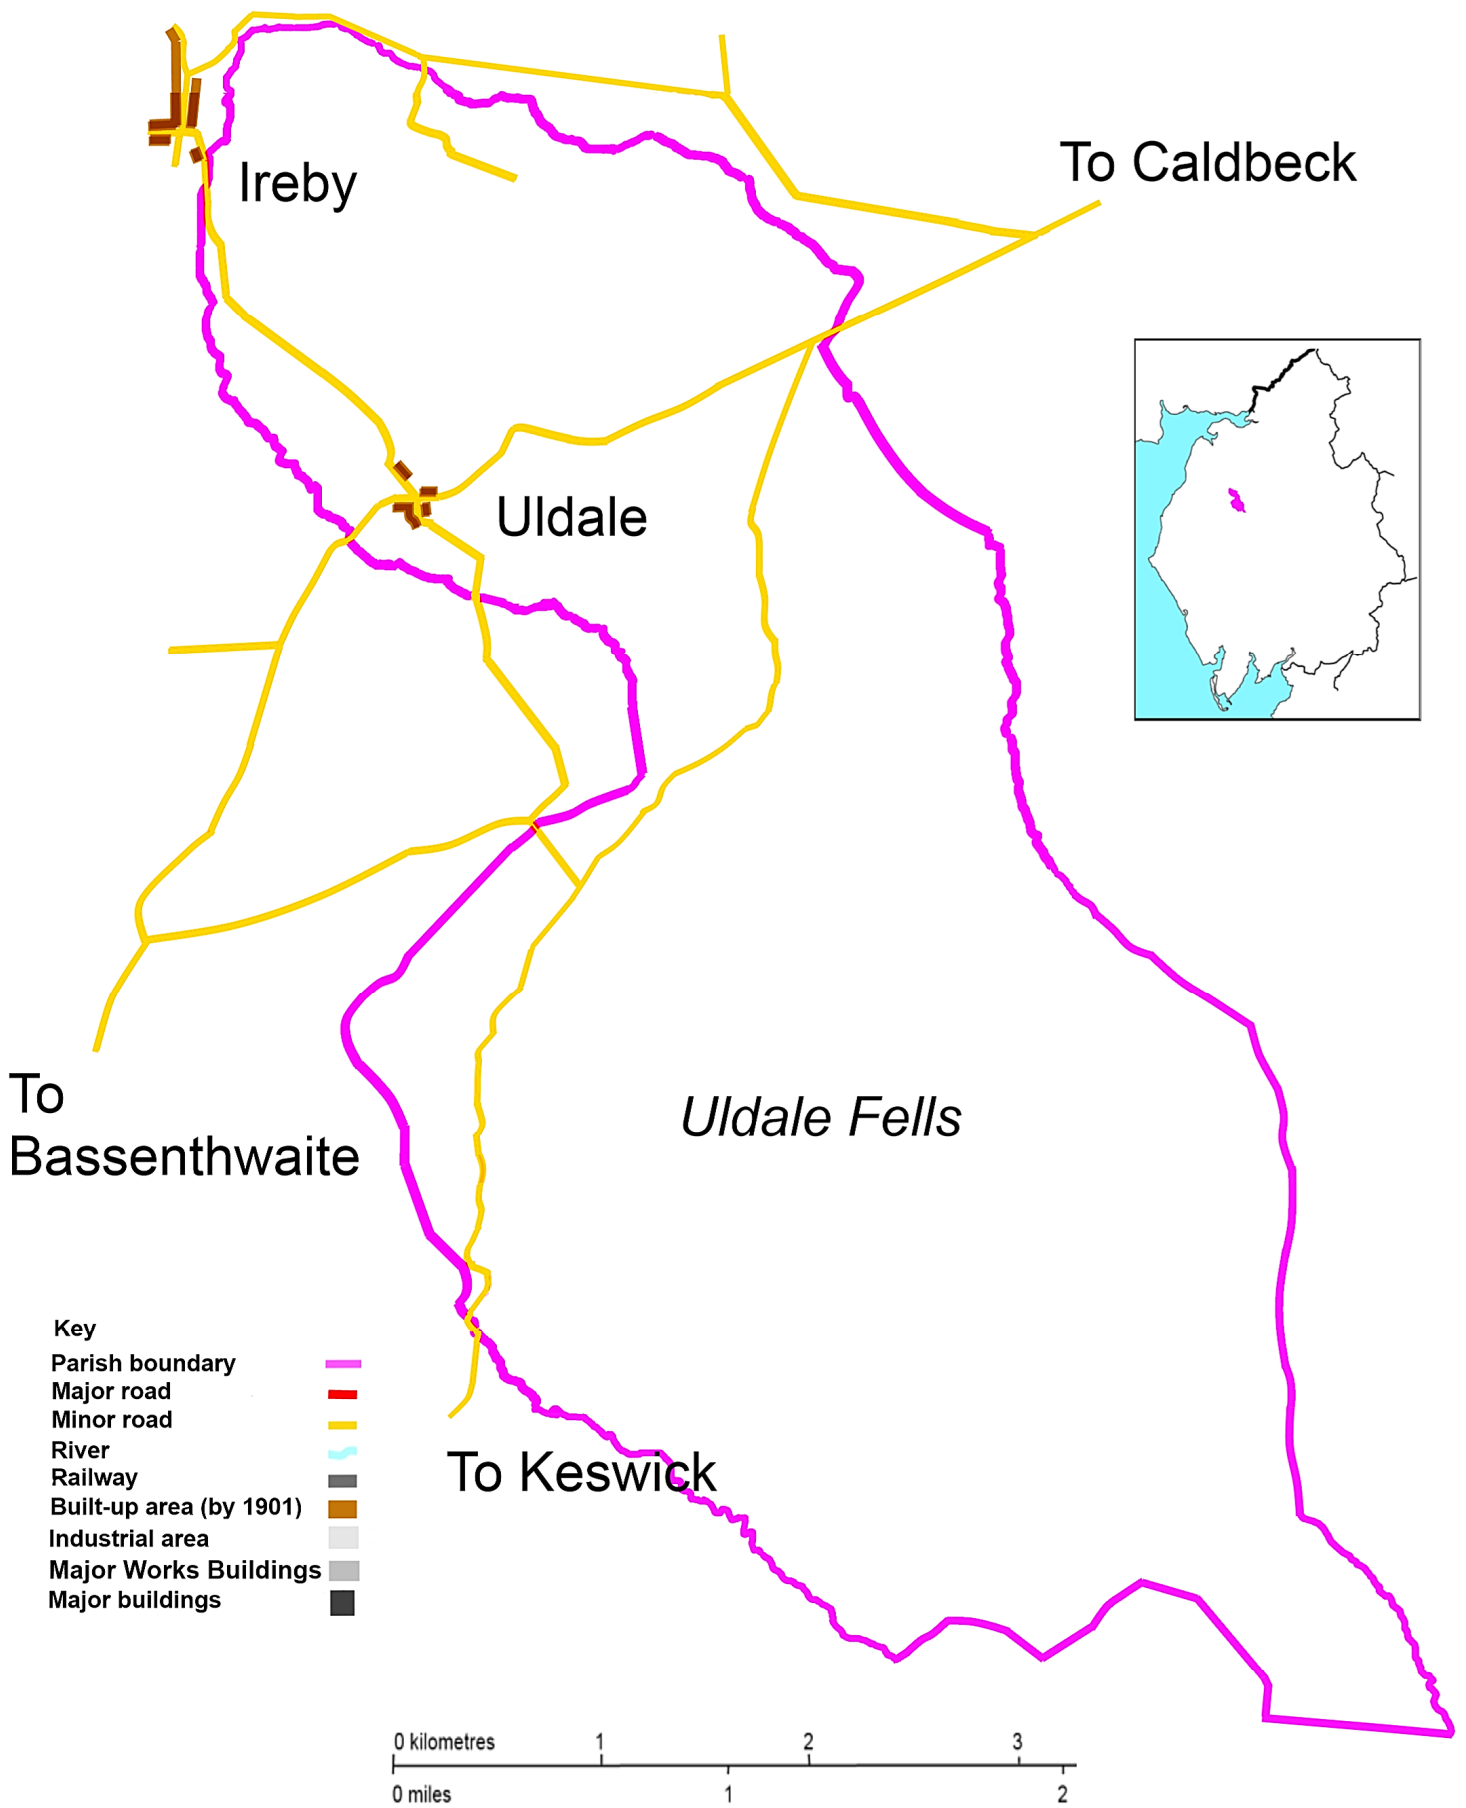 To Caldbeck
Ireby
Uldale
To
Bassenthwaite
Uldale Fells
Key
Parish boundary
Major road
Minor road
River
Railway
Built-up area (by 1901)
Industrial area
Major Works Buildings
Major buildings
To Keswick
0 kilometres 1 2 3
0 miles 1 2